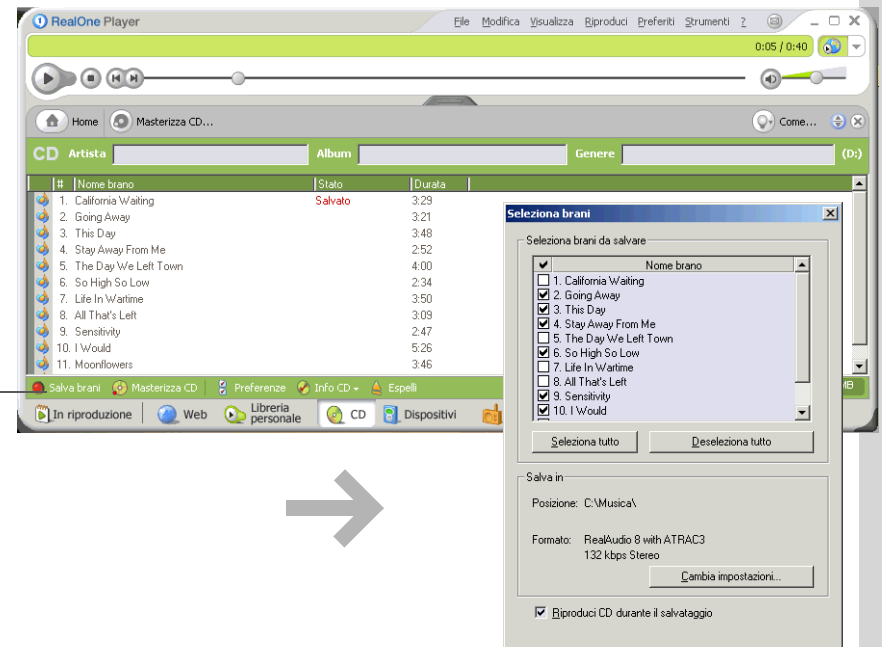 RealOne Player File Modifica Visualizza Riproduci Preferiti Strumenti ?
0:05 / 0:40
Home Masterizza CD... Come...
CD Artista Album Genere (D:)
# Nome brano Stato Durata
1. California Waiting Salvato 3:29
2. Going Away 3:21
3. This Day 3:48
4. Stay Away From Me 2:52
5. The Day We Left Town 4:00
6. So High So Low 2:34
7. Life In Wartime 3:50
8. All That's Left 3:09
9. Sensitivity 2:47
10. I Would 5:26
11. Moonflowers 3:46
Salva brani Masterizza CD Preferenze Info CD Espelli MB
In riproduzione Web Libreria personale CD Dispositivi
Seleziona brani
Seleziona brani da salvare
Nome brano
1. California Waiting
2. Going Away
3. This Day
4. Stay Away From Me
5. The Day We Left Town
6. So High So Low
7. Life In Wartime
8. All That's Left
9. Sensitivity
10. I Would
Seleziona tutto Deseleziona tutto
Salva in
Posizione: C:\Musica\
Formato: RealAudio 8 with ATRAC3
132 kbps Stereo
Cambia impostazioni...
Riproduci CD durante il salvataggio